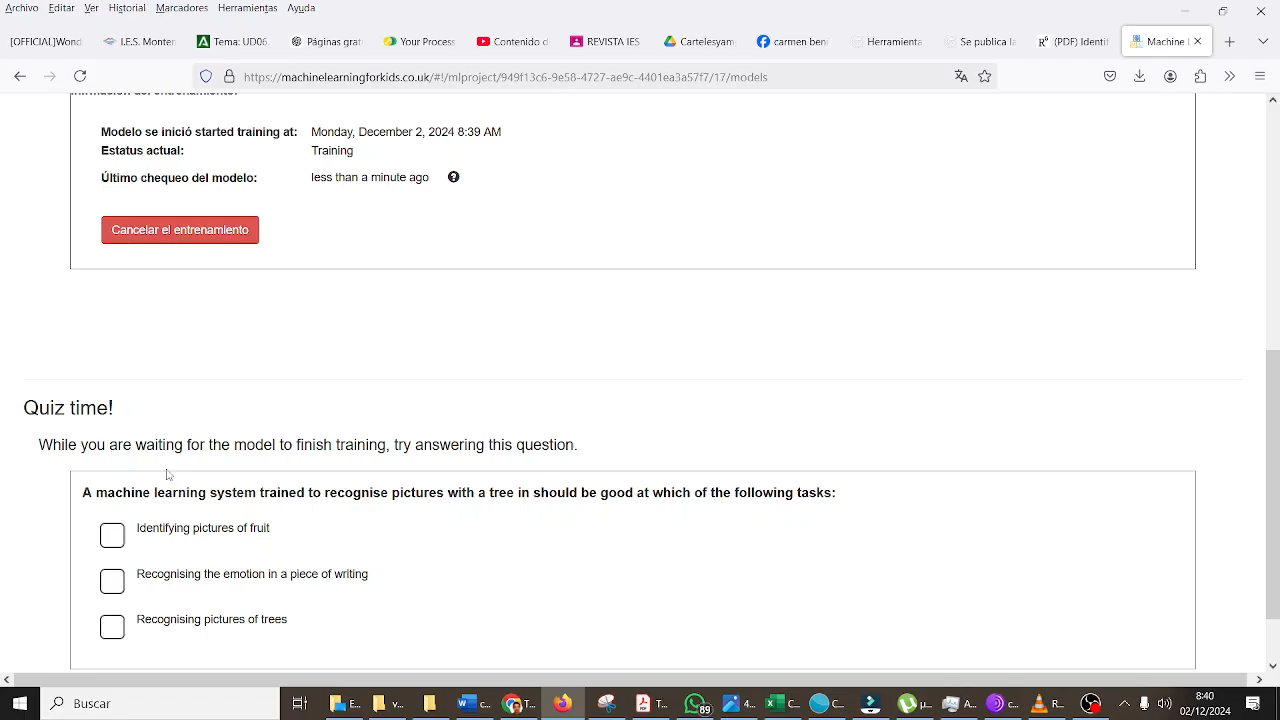 Archivo Editar Ver Historial Marcadores Herramientas Ayuda
[OFFICIAL]Wond I.E.S. Monter Tema: UD06. Páginas grat Your Process Contenido d REVISTA IES Cartelesyam facebook carmen beni Herramienta Se publica la (PDF) Identif Machine l
https://machinelearningforkids.co.uk/#!/mlproject/949f13c6-9e58-4727-ae9c-4401ea3a57f7/17/models
Modelo se inició started training at: Monday, December 2, 2024 8:39 AM
Estatus actual: Training
Último chequeo del modelo: less than a minute ago
Cancelar el entrenamiento
Quiz time!
While you are waiting for the model to finish training, try answering this question.
A machine learning system trained to recognise pictures with a tree in should be good at which of the following tasks:
Identifying pictures of fruit
Recognising the emotion in a piece of writing
Recognising pictures of trees
Buscar
89
8:40
02/12/2024